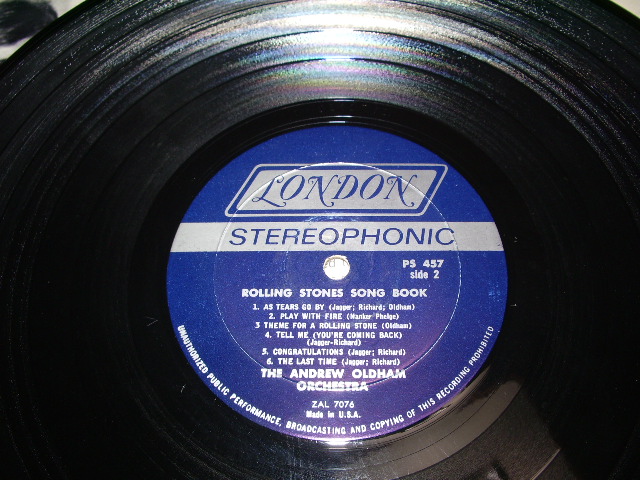 LONDON
STEREOPHONIC
PS 457
side 2
ROLLING STONES SONG BOOK
1. AS TEARS GO BY (Jagger; Richard; Oldham)
2. PLAY WITH FIRE (Nanker Phelge)
3 THEME FOR A ROLLING STONE (Oldham)
4. TELL ME (YOU'RE COMING BACK)
(Jagger-Richard)
5. CONGRATULATIONS (Jagger; Richard)
6. THE LAST TIME (Jagger; Richard)
THE ANDREW OLDHAM
ORCHESTRA
ZAL 7076
Made in U.S.A.
UNAUTHORIZED PUBLIC PERFORMANCE, BROADCASTING AND COPYING OF THIS RECORDING PROHIBITED